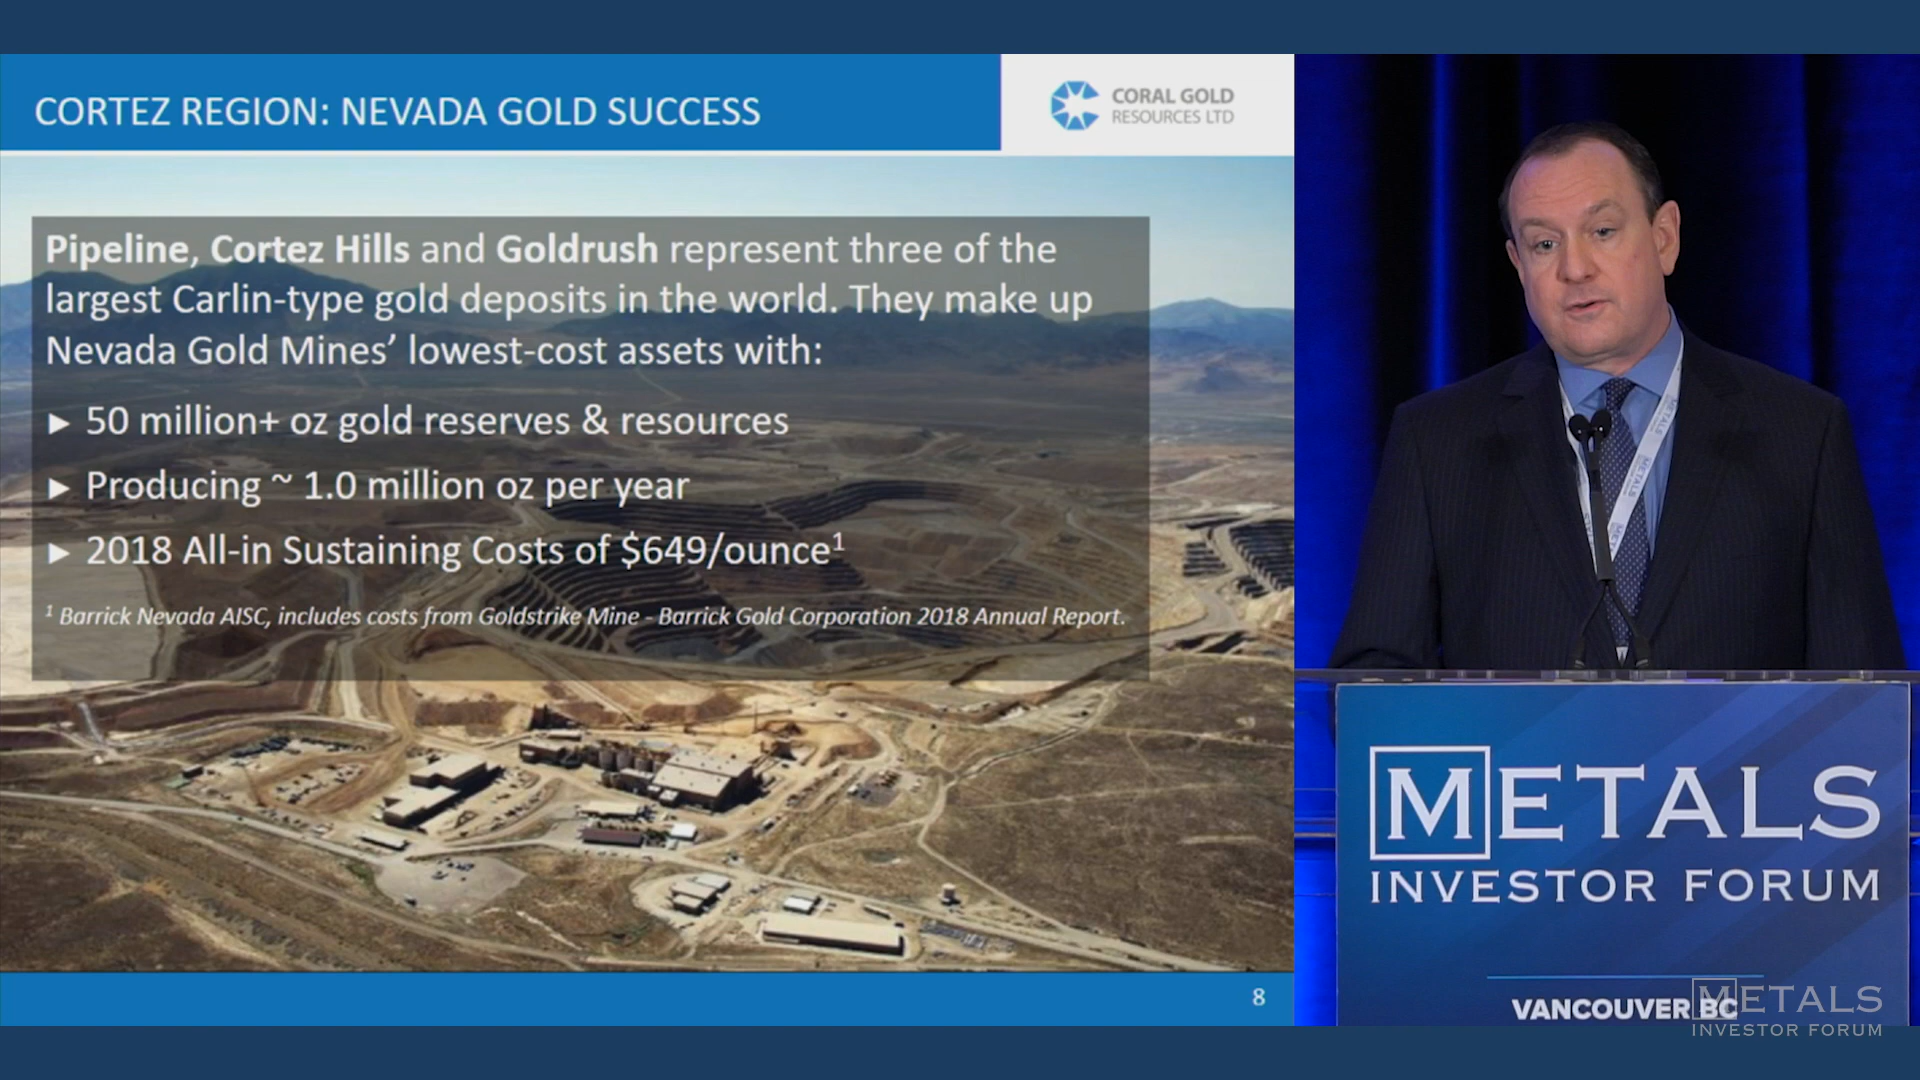 CORTEZ REGION: NEVADA GOLD SUCCESS
CORAL GOLD
RESOURCES LTD
Pipeline, Cortez Hills and Goldrush represent three of the
largest Carlin-type gold deposits in the world. They make up
Nevada Gold Mines’ lowest-cost assets with:
► 50 million+ oz gold reserves & resources
► Producing ~ 1.0 million oz per year
► 2018 All-in Sustaining Costs of $649/ounce¹
¹ Barrick Nevada AISC, includes costs from Goldstrike Mine - Barrick Gold Corporation 2018 Annual Report.
8
METALS
METALS
INVESTOR FORUM
VANCOUVER BC
METALS
INVESTOR FORUM